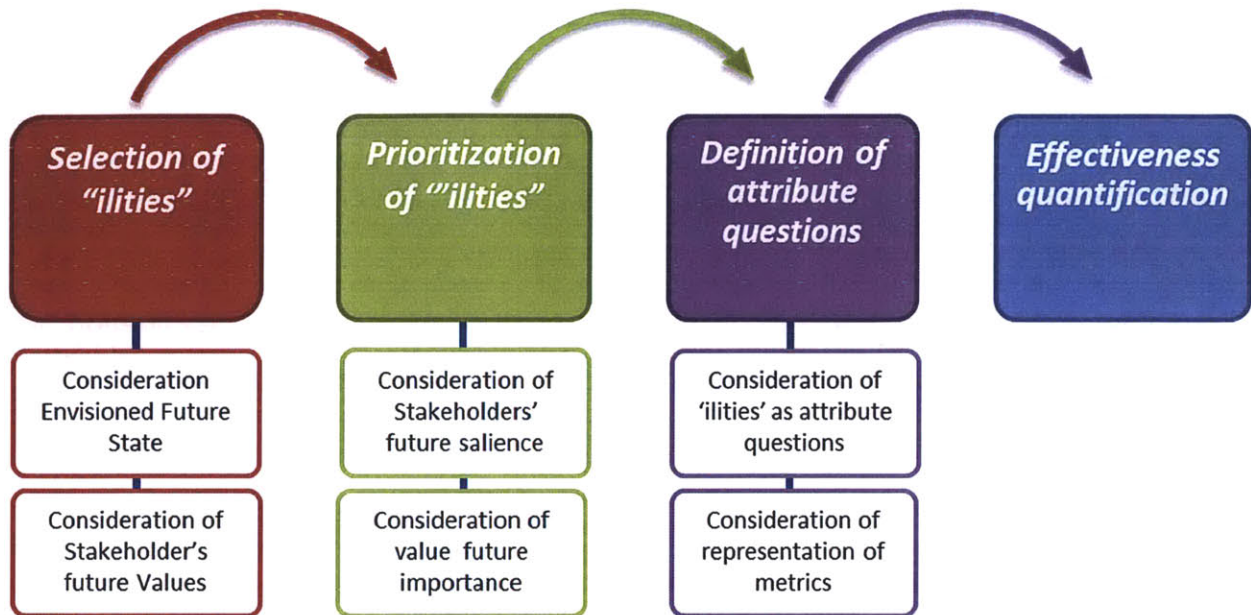 Selection of
“ilities”
Prioritization
of ‘”ilities”
Definition of
attribute
questions
Effectiveness
quantification
Consideration
Envisioned Future
State
Consideration of
Stakeholder's
future Values
Consideration of
Stakeholders’
future salience
Consideration of
value future
importance
Consideration of
‘ilities’ as attribute
questions
Consideration of
representation of
metrics